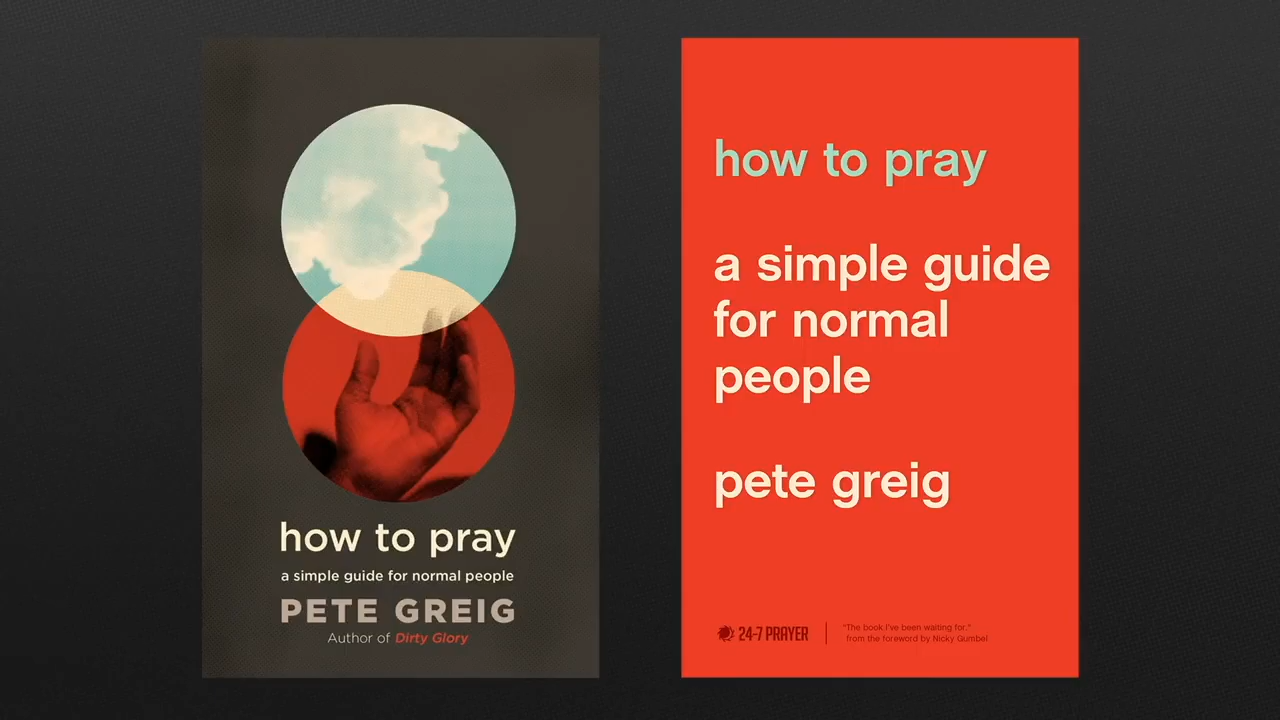 how to pray
a simple guide for normal people
PETE GREIG
Author of Dirty Glory
how to pray
a simple guide
for normal
people
pete greig
24-7 PRAYER
"The book I've been waiting for."
from the foreword by Nicky Gumbel